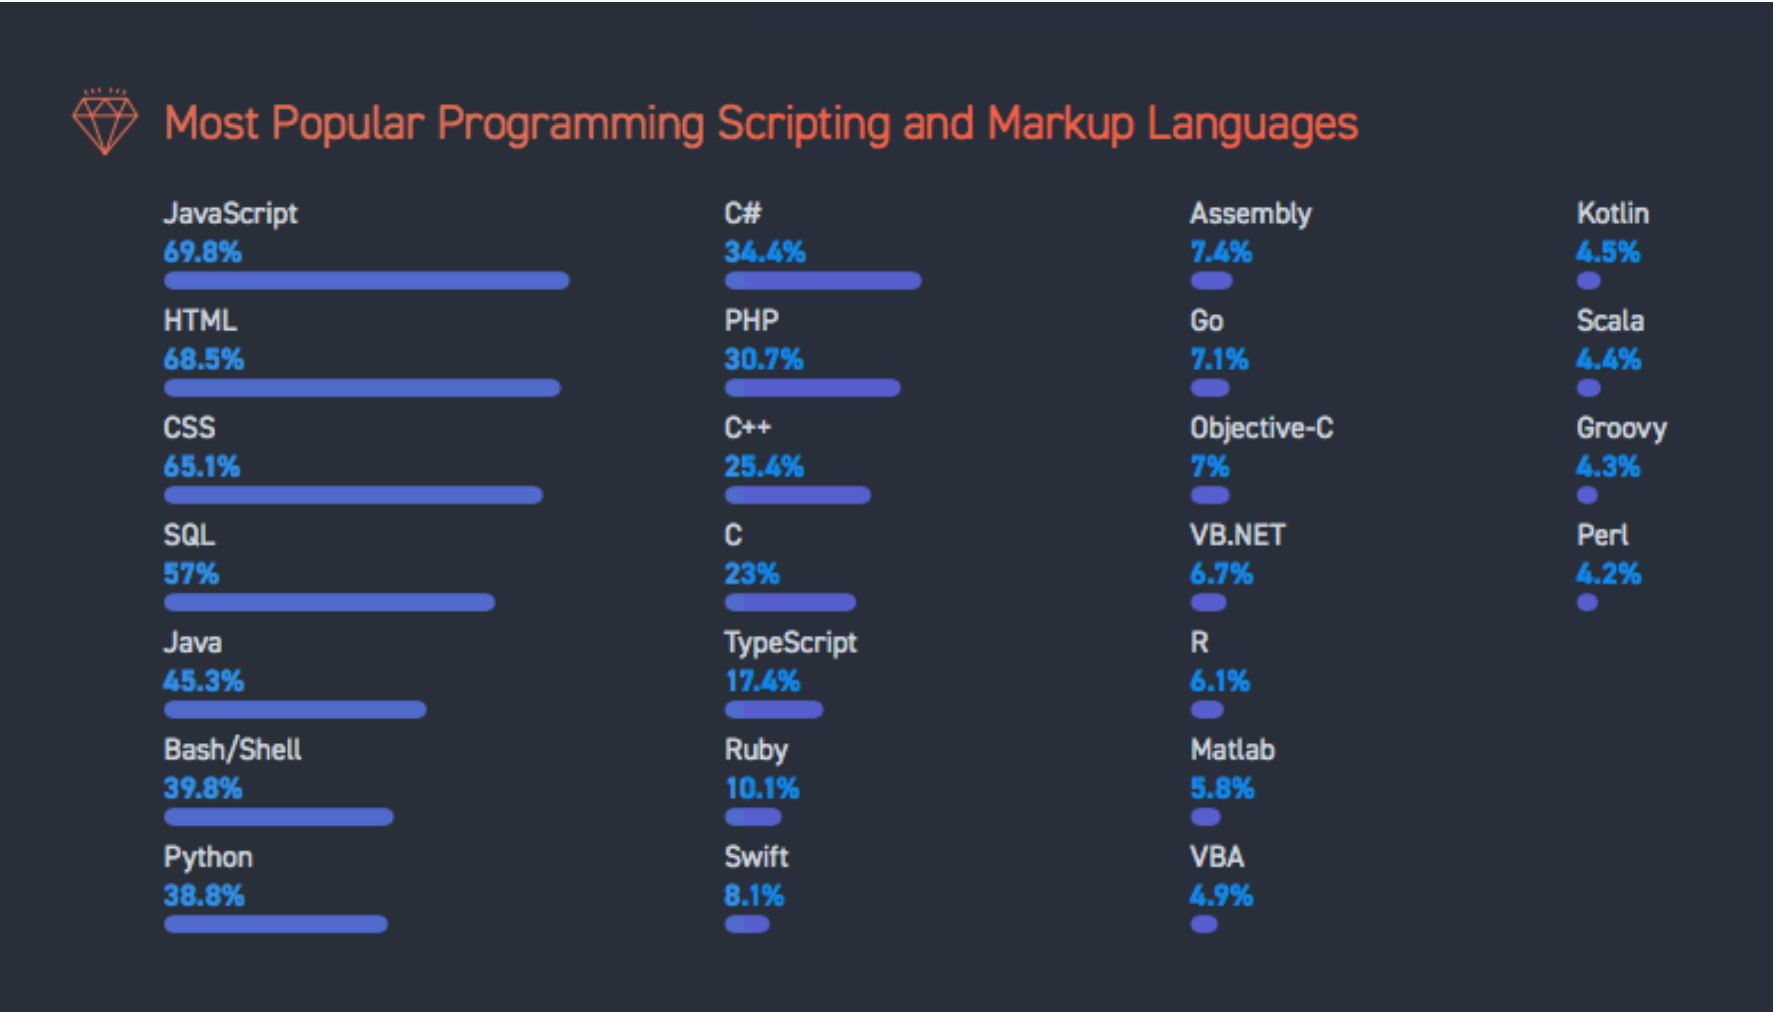 Most Popular Programming Scripting and Markup Languages
JavaScript
69.8%
HTML
68.5%
CSS
65.1%
SQL
57%
Java
45.3%
Bash/Shell
39.8%
Python
38.8%
C#
34.4%
PHP
30.7%
C++
25.4%
C
23%
TypeScript
17.4%
Ruby
10.1%
Swift
8.1%
Assembly
7.4%
Go
7.1%
Objective-C
7%
VB.NET
6.7%
R
6.1%
Matlab
5.8%
VBA
4.9%
Kotlin
4.5%
Scala
4.4%
Groovy
4.3%
Perl
4.2%